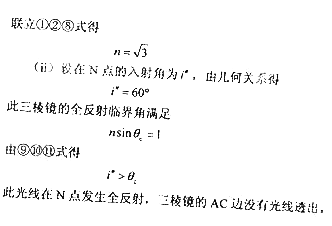 联立①②⑧式得
n=√3
(ii) 设在N点的入射角为i″，由几何关系得
i″=60°
此三棱镜的全反射临界角满足
nsinθc=1
由⑨⑩⑪式得
i″>θc
此光线在N点发生全反射，三棱镜的AC边没有光线透出。